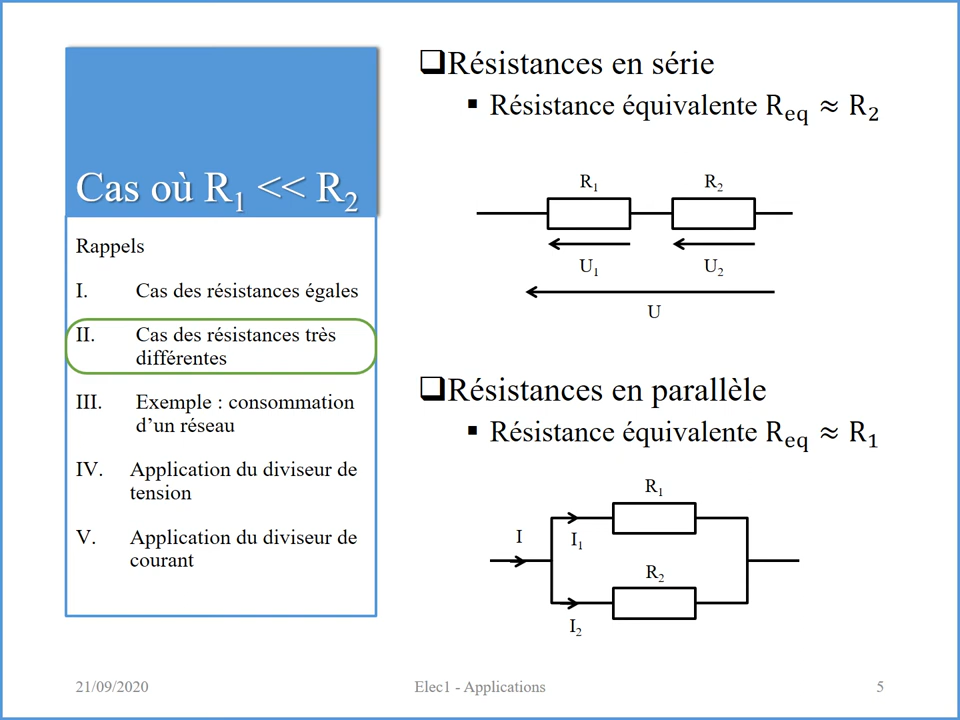 Cas où R₁ << R₂
Rappels
I. Cas des résistances égales
II. Cas des résistances très
différentes
III. Exemple : consommation
d’un réseau
IV. Application du diviseur de
tension
V. Application du diviseur de
courant
❑Résistances en série
▪ Résistance équivalente R_eq ≈ R₂
R₁ R₂
U₁ U₂
U
❑Résistances en parallèle
▪ Résistance équivalente R_eq ≈ R₁
R₁
I
I₁
R₂
I₂
21/09/2020 Elec1 - Applications 5